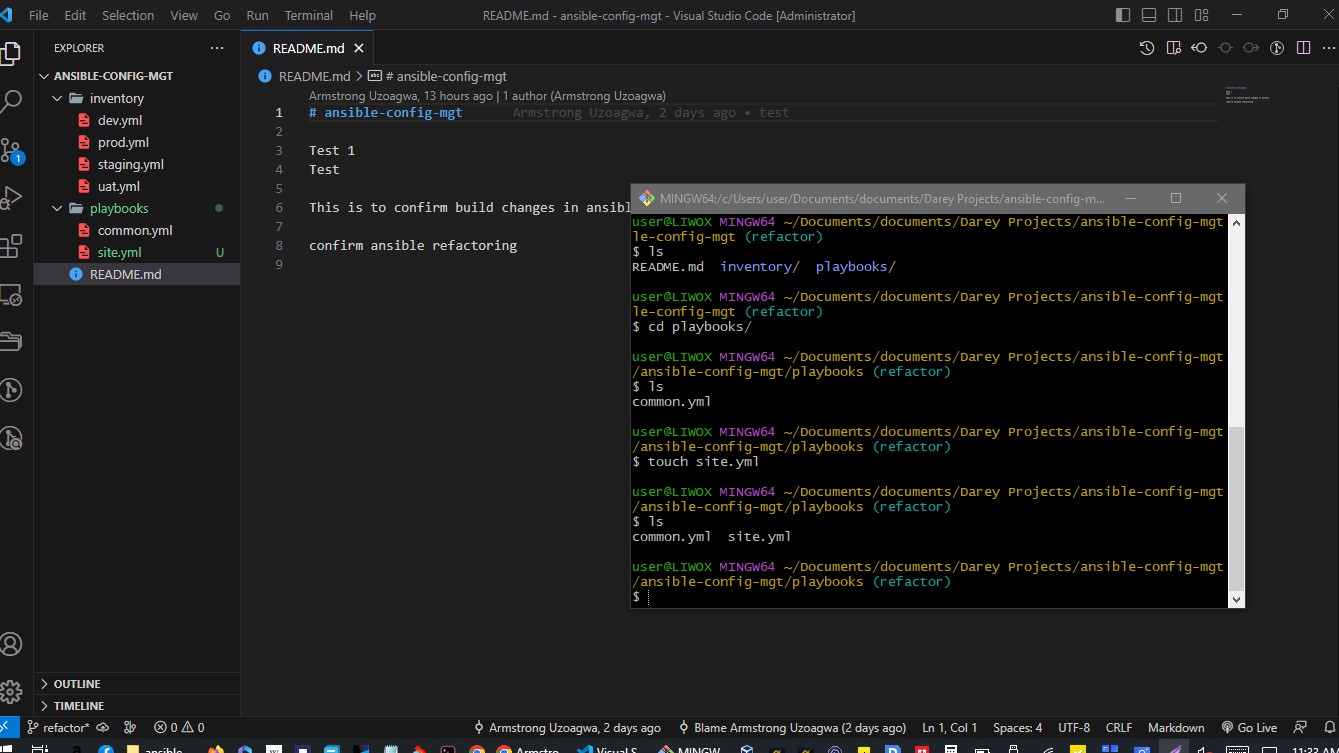 File Edit Selection View Go Run Terminal Help README.md - ansible-config-mgt - Visual Studio Code [Administrator]
EXPLORER
README.md
ANSIBLE-CONFIG-MGT
inventory
dev.yml
prod.yml
staging.yml
uat.yml
playbooks
common.yml
site.yml U
README.md
OUTLINE
TIMELINE
1
README.md > # ansible-config-mgt
Armstrong Uzoagwa, 13 hours ago | 1 author (Armstrong Uzoagwa)
1 # ansible-config-mgt Armstrong Uzoagwa, 2 days ago • test
2
3 Test 1
4 Test
5
6 This is to confirm build changes in ansibl
7
8 confirm ansible refactoring
9
MINGW64:/c/Users/user/Documents/documents/Darey Projects/ansible-config-m...
user@LIWOX MINGW64 ~/Documents/documents/Darey Projects/ansible-config-mgt
le-config-mgt (refactor)
$ ls
README.md inventory/ playbooks/
user@LIWOX MINGW64 ~/Documents/documents/Darey Projects/ansible-config-mgt
le-config-mgt (refactor)
$ cd playbooks/
user@LIWOX MINGW64 ~/Documents/documents/Darey Projects/ansible-config-mgt
/ansible-config-mgt/playbooks (refactor)
$ ls
common.yml
user@LIWOX MINGW64 ~/Documents/documents/Darey Projects/ansible-config-mgt
/ansible-config-mgt/playbooks (refactor)
$ touch site.yml
user@LIWOX MINGW64 ~/Documents/documents/Darey Projects/ansible-config-mgt
/ansible-config-mgt/playbooks (refactor)
$ ls
common.yml site.yml
user@LIWOX MINGW64 ~/Documents/documents/Darey Projects/ansible-config-mgt
/ansible-config-mgt/playbooks (refactor)
$
refactor* 0 0 Armstrong Uzoagwa, 2 days ago Blame Armstrong Uzoagwa (2 days ago) Ln 1, Col 1 Spaces: 4 UTF-8 CRLF Markdown Go Live
ansible Armstro Visual S MINGW 11:33